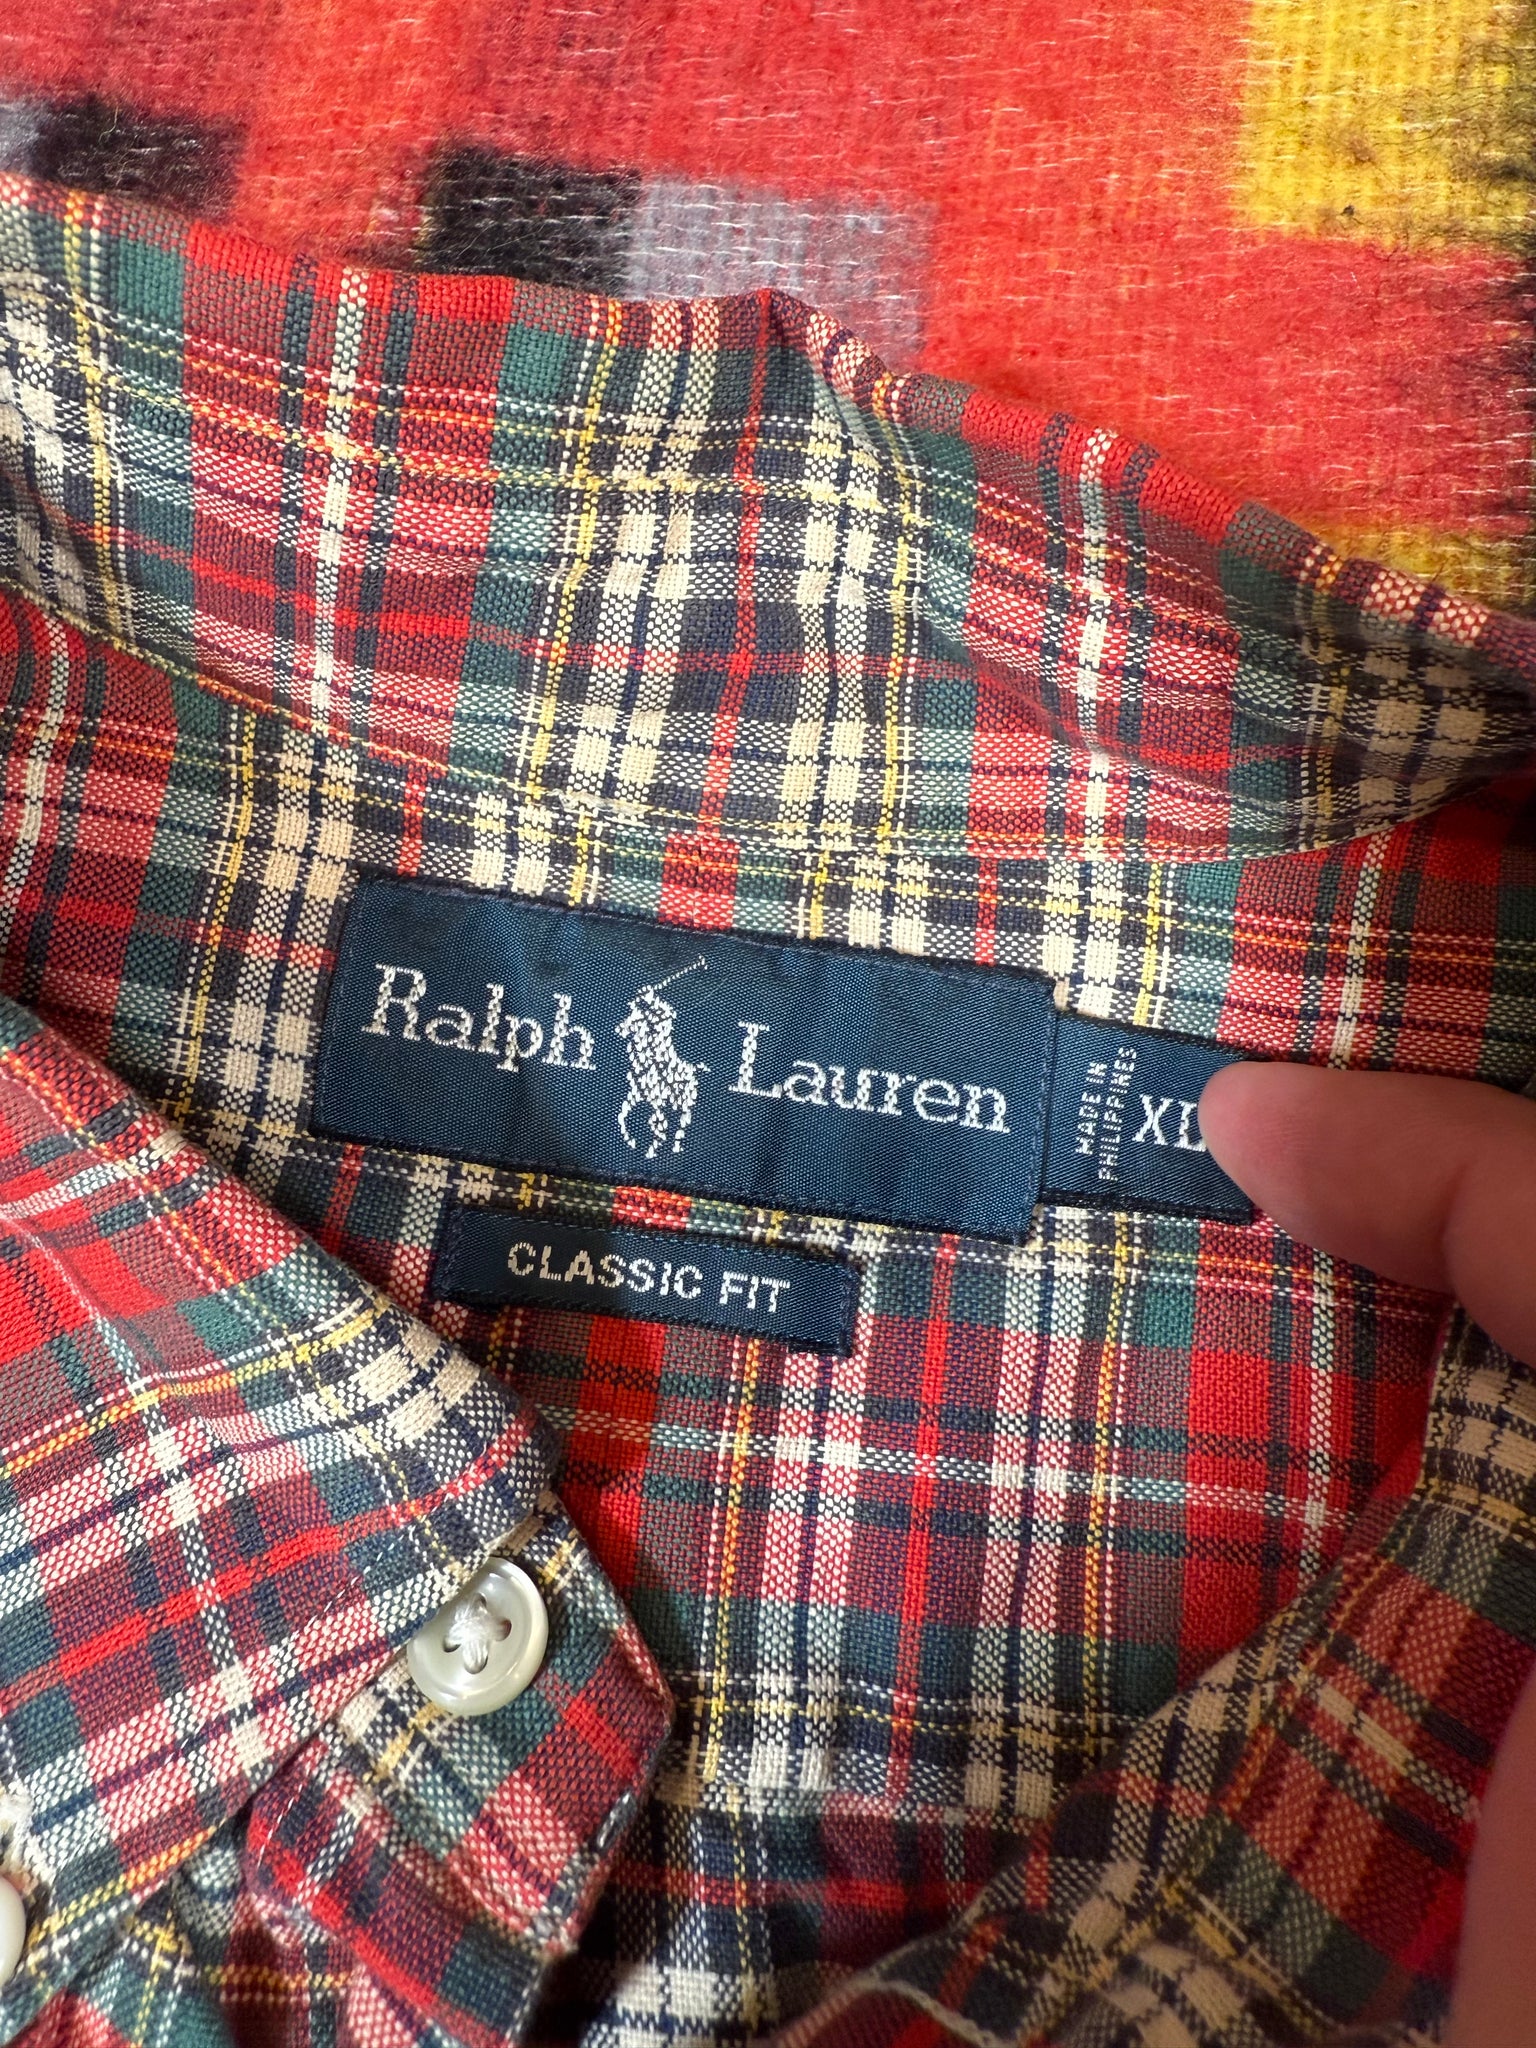 Ralph Lauren
MADE IN
PHILIPPINES
XL
CLASSIC FIT